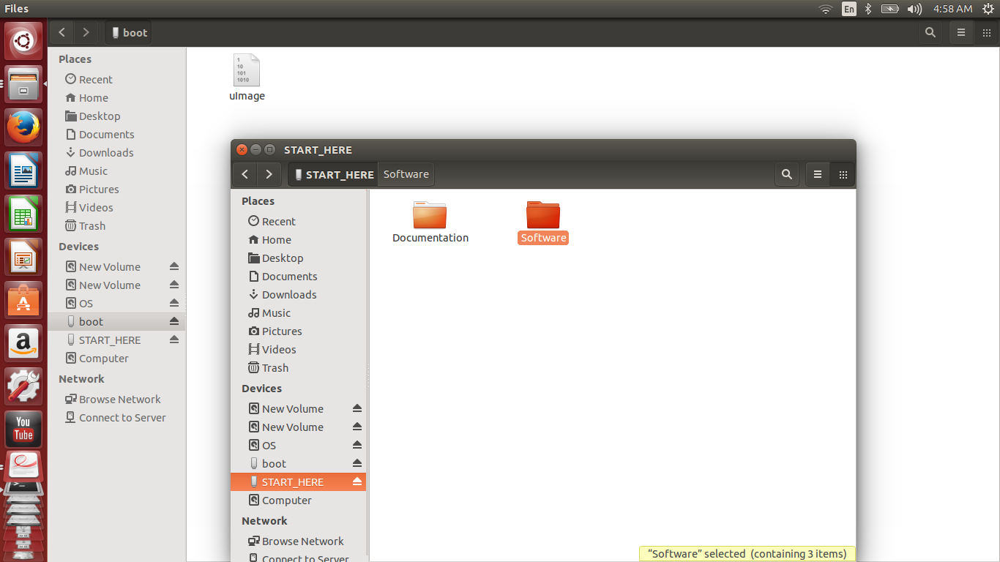 Files
En
4:58 AM
boot
Places
Recent
Home
Desktop
Documents
Downloads
Music
Pictures
Videos
Trash
Devices
New Volume
New Volume
OS
boot
START_HERE
Computer
Network
Browse Network
Connect to Server
1
10
101
1010
uImage
START_HERE
START_HERE
Software
Places
Recent
Home
Desktop
Documents
Downloads
Music
Pictures
Videos
Trash
Devices
New Volume
New Volume
OS
boot
START_HERE
Computer
Network
Browse Network
Connect to Server
Documentation
Software
“Software” selected (containing 3 items)
A
a
You
Tube